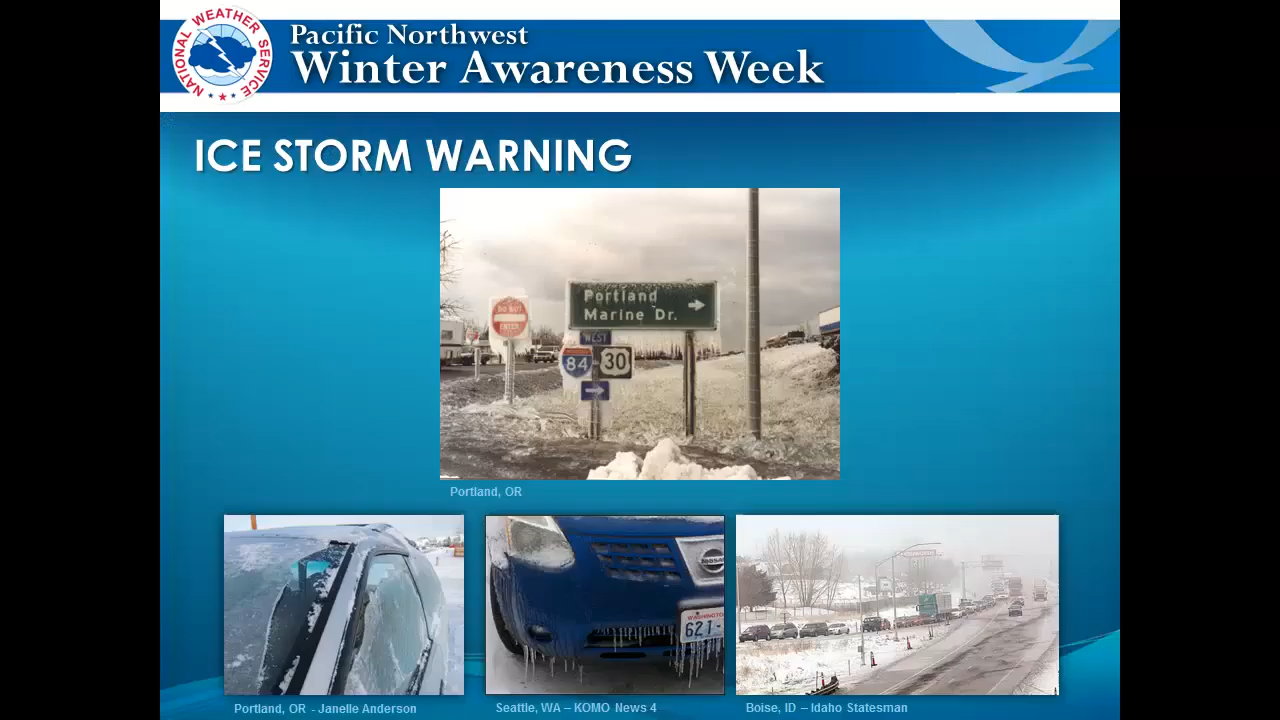 NATIONAL WEATHER SERVICE
Pacific Northwest
Winter Awareness Week
ICE STORM WARNING
Portland
Marine Dr.
DO NOT
ENTER
WEST
84
30
Portland, OR
NISSAN
WASHINGTON
621-
Portland, OR - Janelle Anderson
Seattle, WA – KOMO News 4
Boise, ID – Idaho Statesman